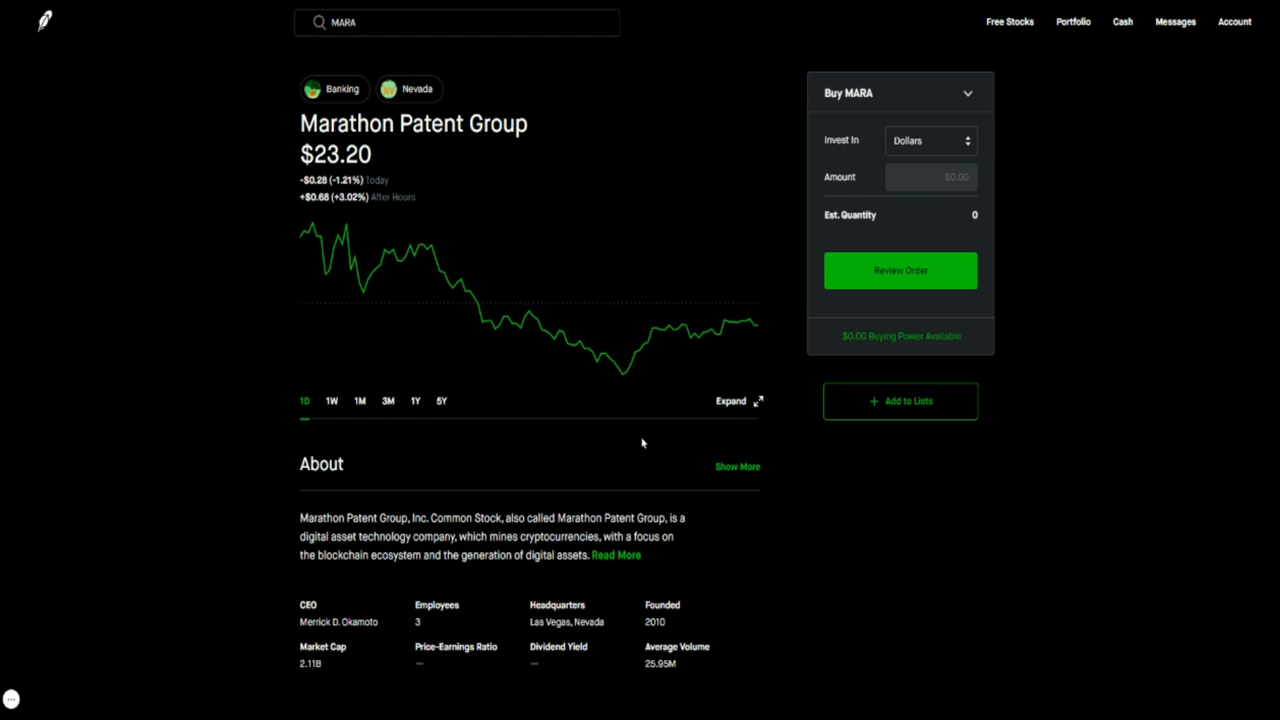 MARA
Free Stocks
Portfolio
Cash
Messages
Account
Banking
Nevada
Marathon Patent Group
$23.20
-$0.28 (-1.21%) Today
+$0.68 (+3.02%) After Hours
1D
1W
1M
3M
1Y
5Y
Expand
Buy MARA
Invest In
Dollars
Amount
$0.00
Est. Quantity
0
Review Order
$0.00 Buying Power Available
+ Add to Lists
About
Show More
Marathon Patent Group, Inc. Common Stock, also called Marathon Patent Group, is a
digital asset technology company, which mines cryptocurrencies, with a focus on
the blockchain ecosystem and the generation of digital assets. Read More
CEO
Employees
Headquarters
Founded
Merrick D. Okamoto
3
Las Vegas, Nevada
2010
Market Cap
Price-Earnings Ratio
Dividend Yield
Average Volume
2.11B
—
—
25.95M